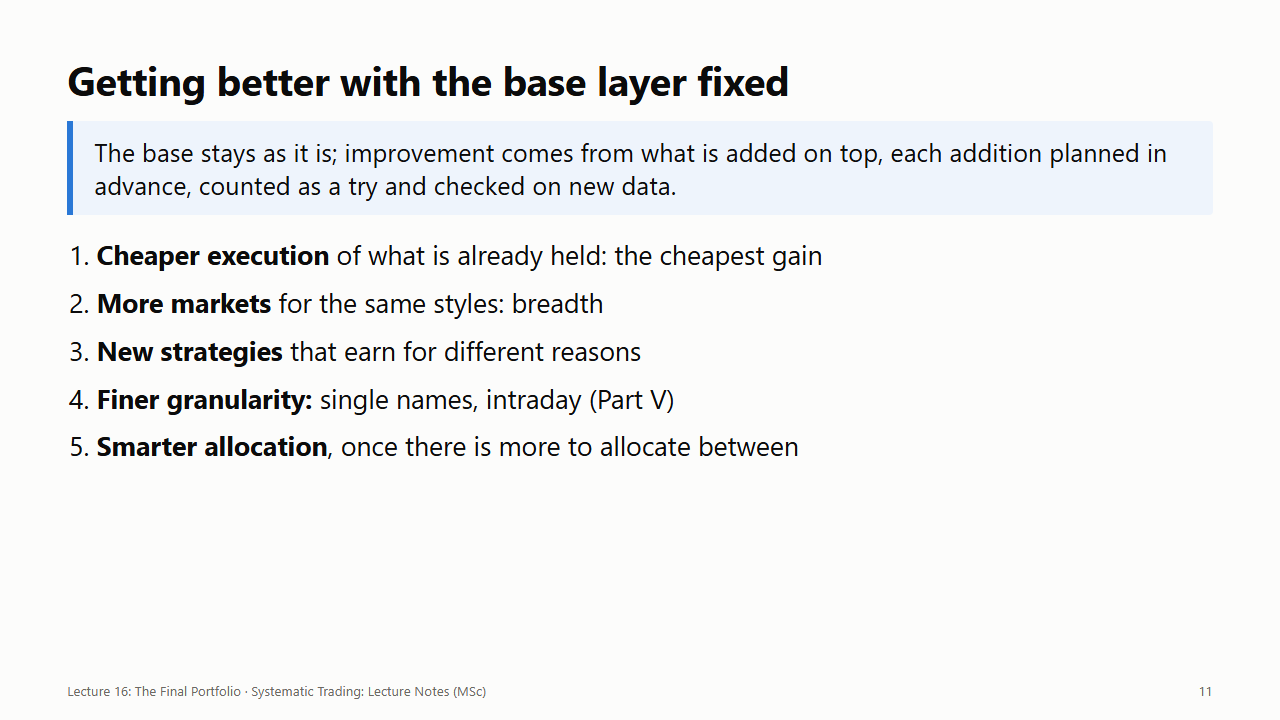 Getting better with the base layer fixed
The base stays as it is; improvement comes from what is added on top, each addition planned in
advance, counted as a try and checked on new data.
1. Cheaper execution of what is already held: the cheapest gain
2. More markets for the same styles: breadth
3. New strategies that earn for different reasons
4. Finer granularity: single names, intraday (Part V)
5. Smarter allocation, once there is more to allocate between
Lecture 16: The Final Portfolio · Systematic Trading: Lecture Notes (MSc)
11